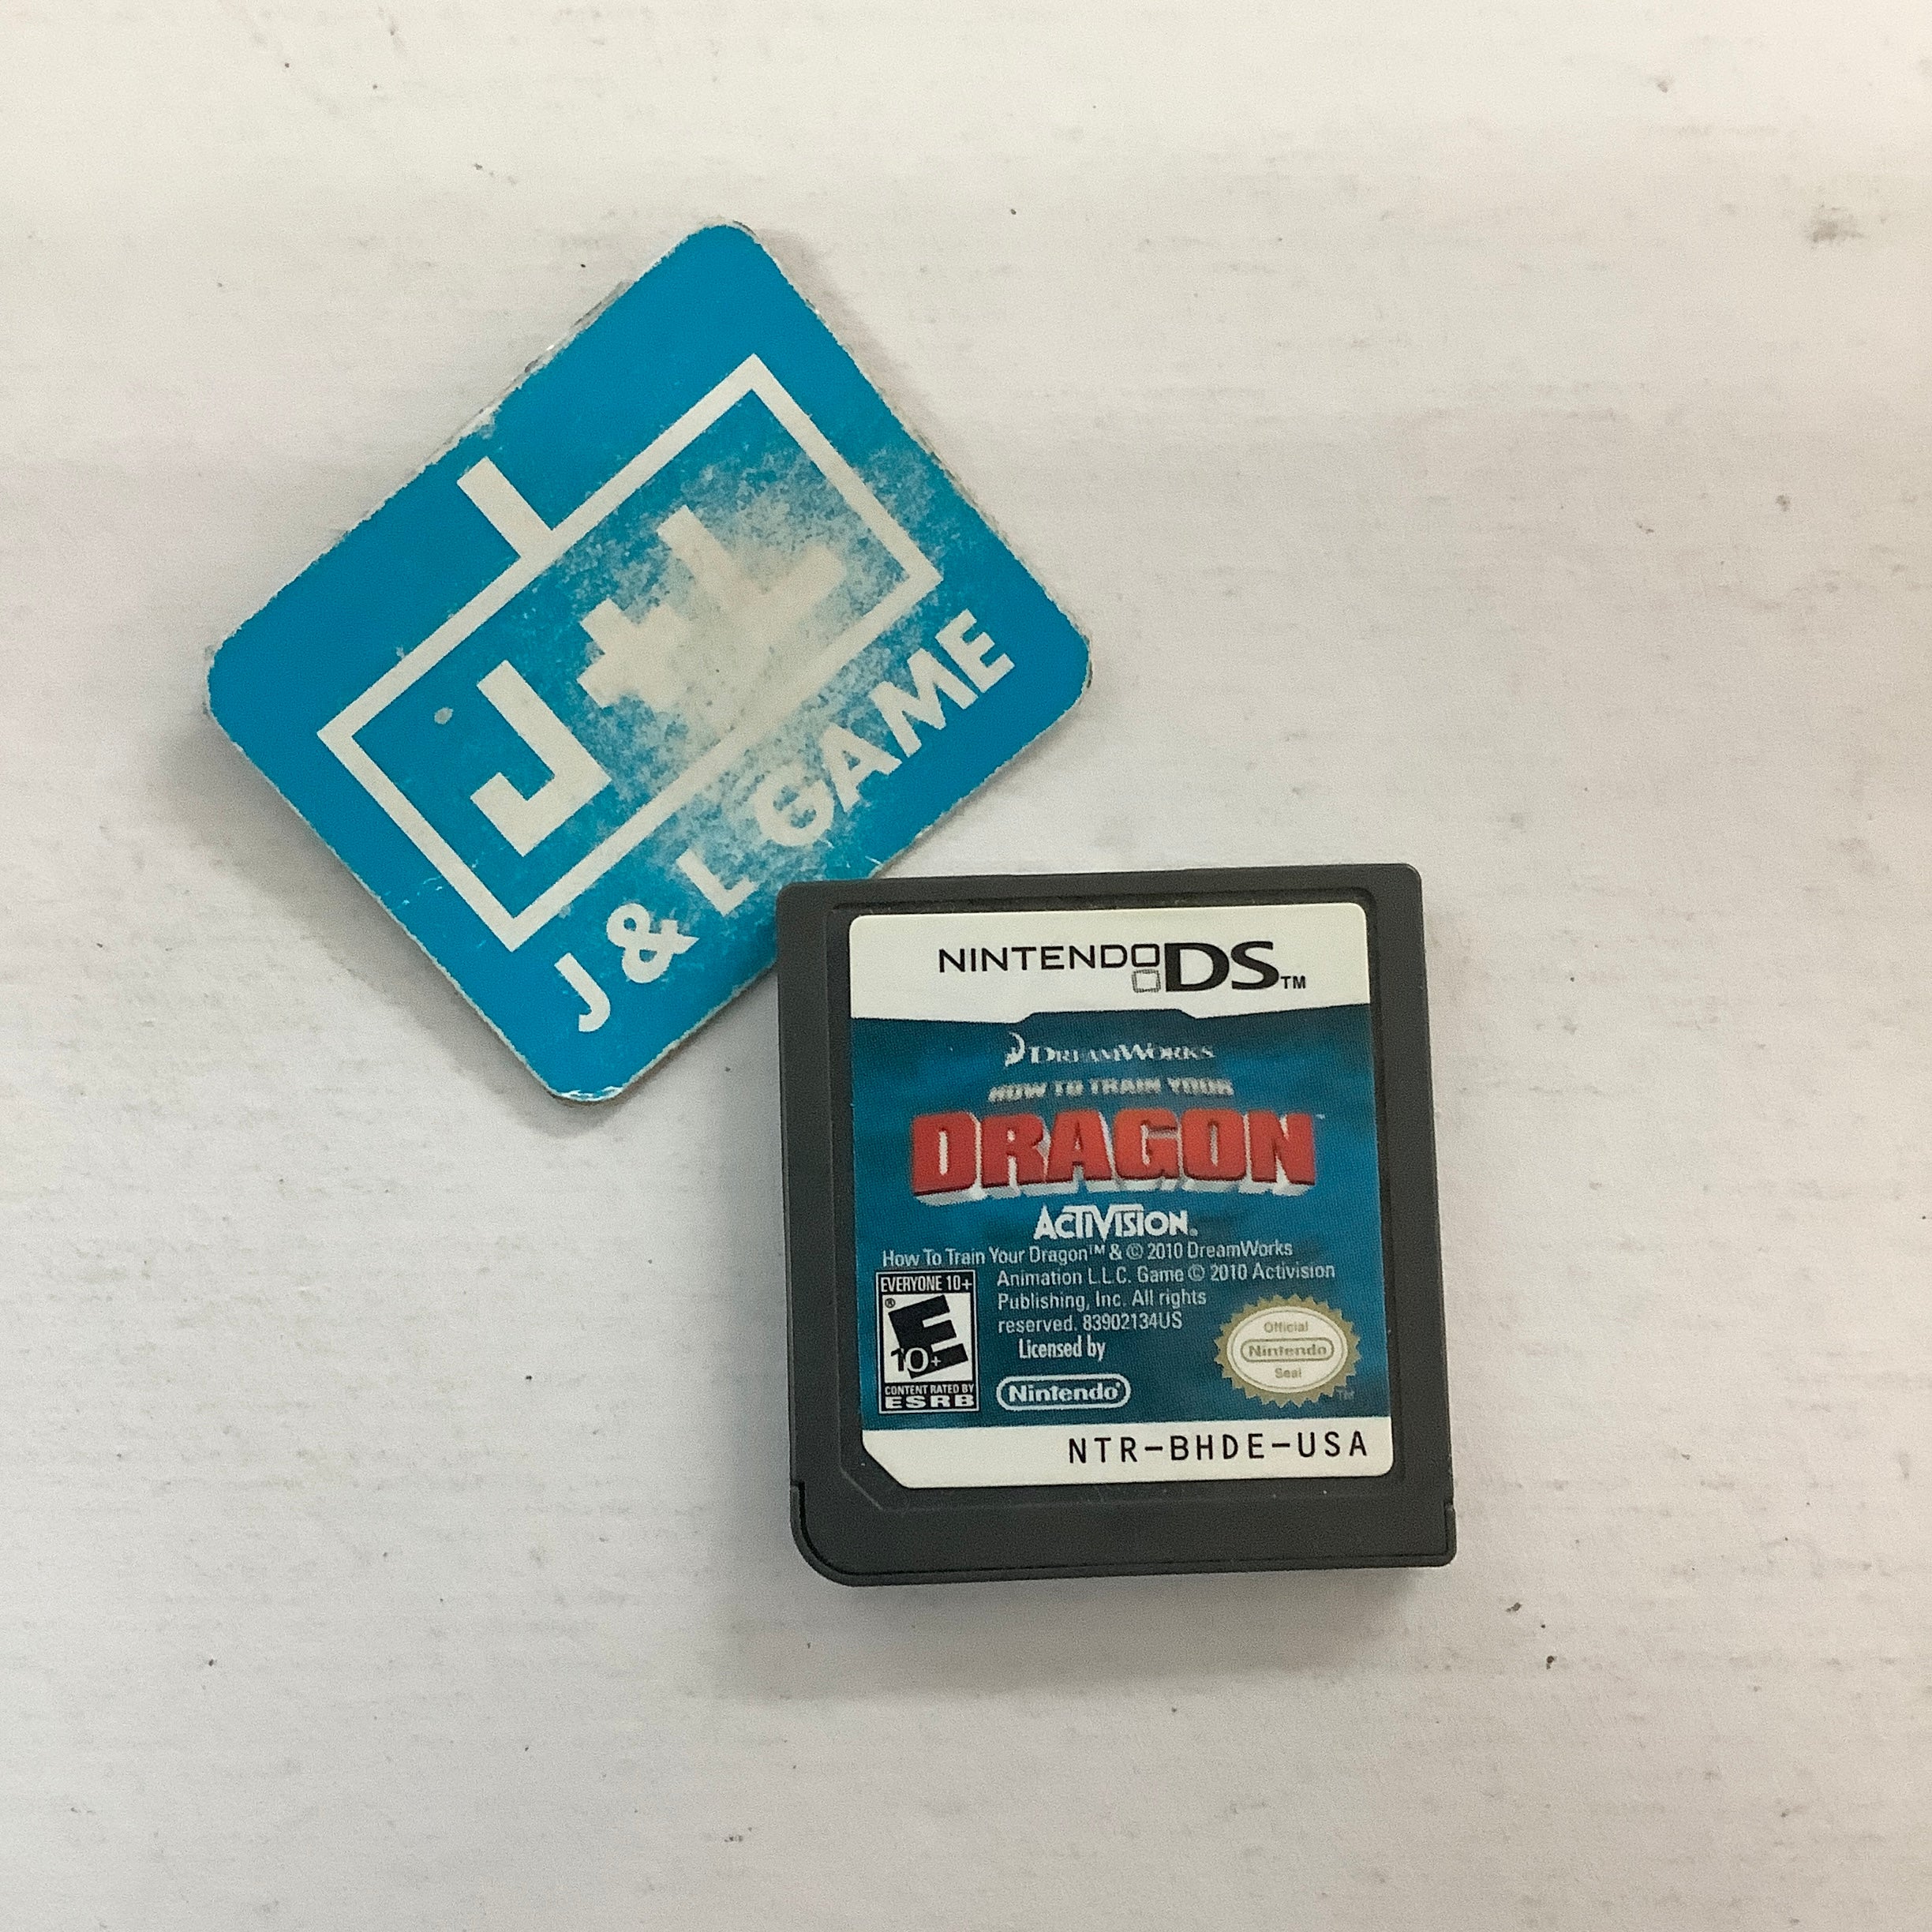 J+L
J & L GAME
NINTENDO DS™
DREAMWORKS
HOW TO TRAIN YOUR
DRAGON™
ACTIVISION®
How To Train Your Dragon™ & © 2010 DreamWorks
Animation L.L.C. Game © 2010 Activision
Publishing, Inc. All rights
reserved. 83902134US
Licensed by
Nintendo®
EVERYONE 10+
®
E
10+
CONTENT RATED BY
ESRB
Official
Nintendo
Seal
TM
NTR-BHDE-USA